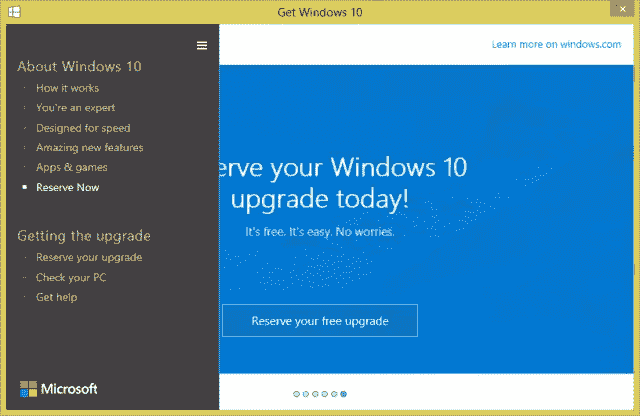 Get Windows 10
Learn more on windows.com
About Windows 10
How it works
You're an expert
Designed for speed
Amazing new features
Apps & games
Reserve Now
Getting the upgrade
Reserve your upgrade
Check your PC
Get help
Microsoft
erve your Windows 10
upgrade today!
It's free. It's easy. No worries.
Reserve your free upgrade